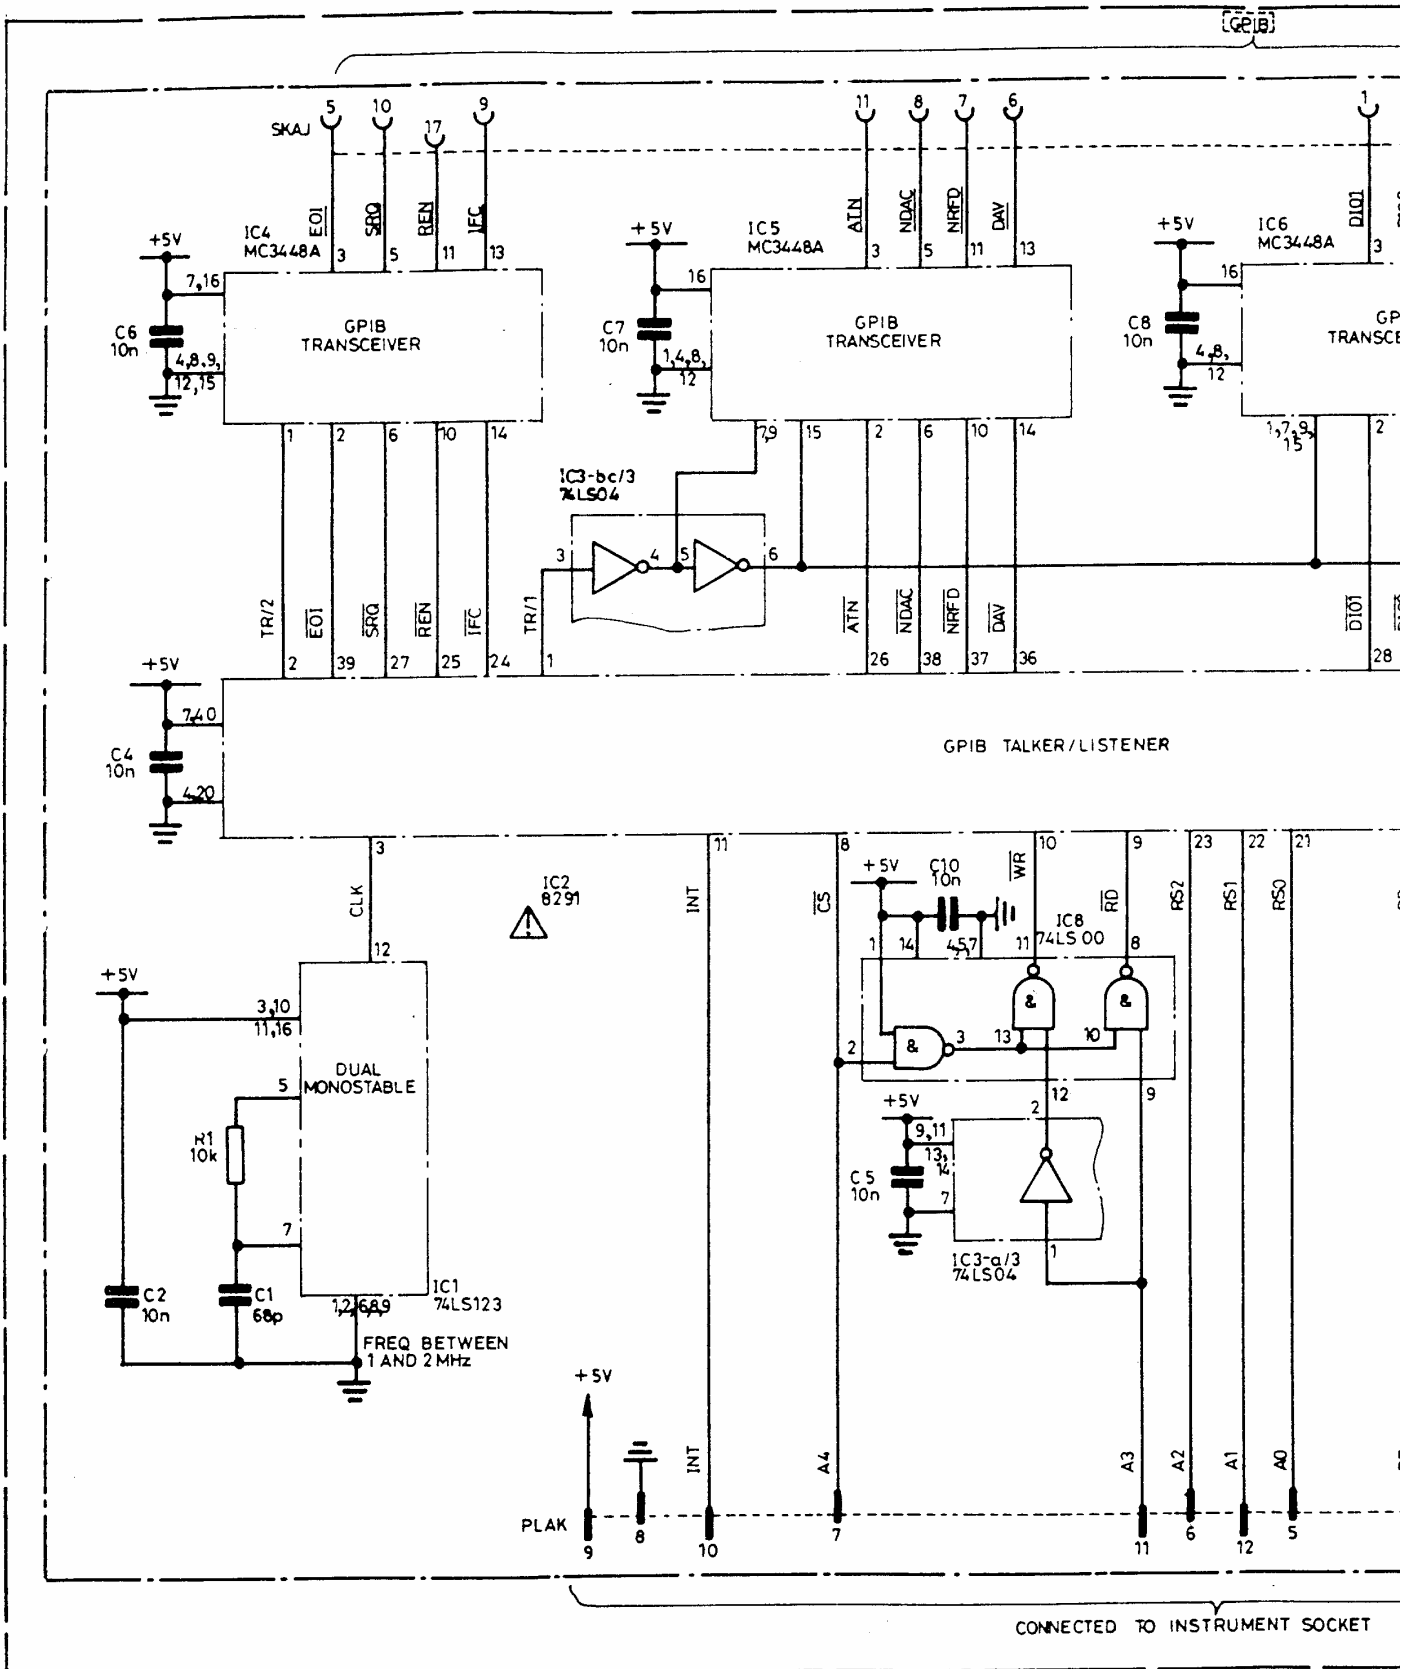 GPIB
SKAJ
5 10 17 9 11 8 7 6 1
EOI SRQ REN IFC ATN NDAC NRFD DAV DIO1
+5V
IC4
MC3448A
3 5 11 13
+5V
IC5
MC3448A
3 5 11 13
+5V
IC6
MC3448A
3
7,16
C6
10n
4,8,9,
12,15
GPIB
TRANSCEIVER
16
C7
10n
1,4,8,
12
GPIB
TRANSCEIVER
16
C8
10n
4,8,
12
GP
TRANSCE
1 2 6 10 14
7,9 15 2 6 10 14
1,7,9,
15
2
IC3-bc/3
74LS04
3 4 5 6
TR/2 EOI SRQ REN IFC TR/1 ATN NDAC NRFD DAV DIO1
2 39 27 25 24 1 26 38 37 36 28
+5V
7,40
C4
10n
4,20
GPIB TALKER/LISTENER
3 11 8 10 9 23 22 21
CLK
IC2
8291
INT
CS
+5V
C10
10n
WR
RD
RS2
RS1
RS0
IC8
74LS00
1 14 4,5,7 11 8
12
+5V
3,10
11,16
DUAL
MONOSTABLE
5
R1
10k
7
C2
10n
C1
68p
IC1
74LS123
1,2,6,8,9
FREQ BETWEEN
1 AND 2MHz
& &
2 & 3 13 10
12 9
+5V
2
9,11
13,
14
C5
10n
7
1
IC3-a/3
74LS04
+5V
INT A4 A3 A2 A1 A0
PLAK
9 8 10 7 11 6 12 5
CONNECTED TO INSTRUMENT SOCKET